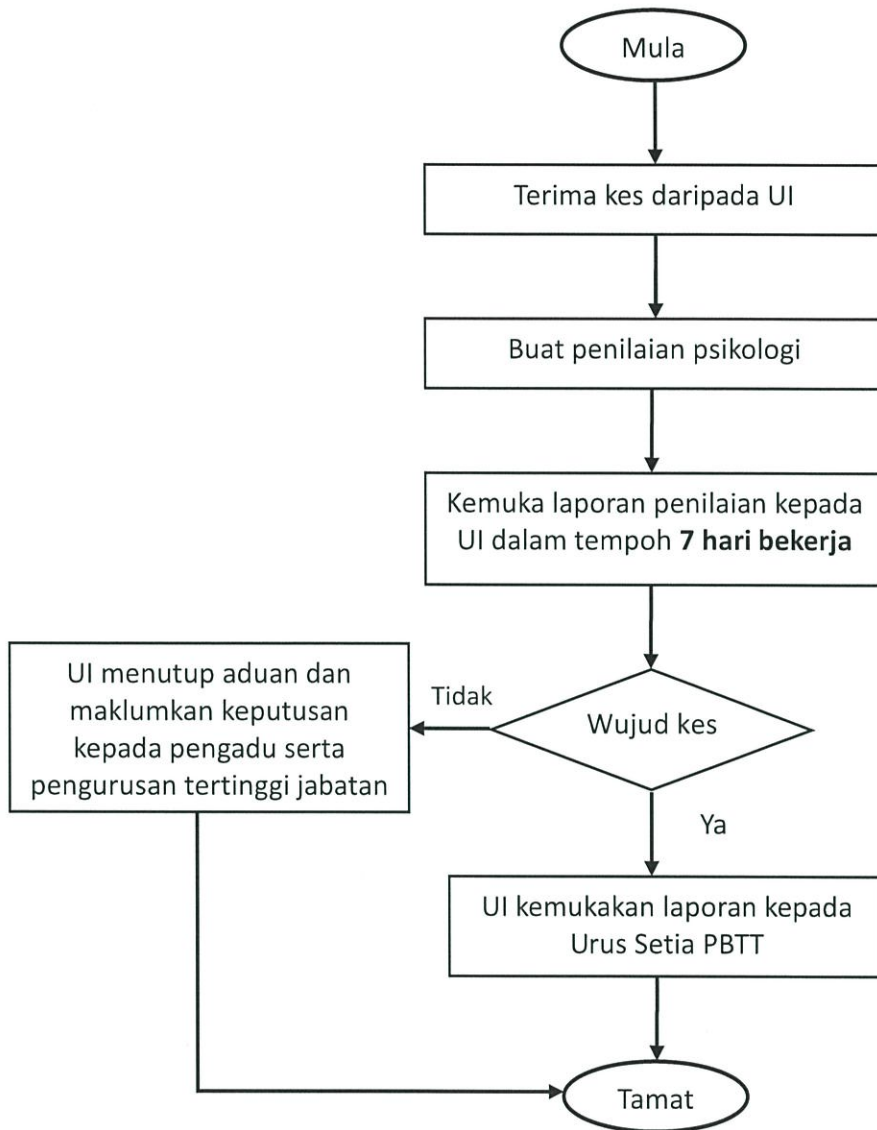 Mula
Terima kes daripada UI
Buat penilaian psikologi
Kemuka laporan penilaian kepada
UI dalam tempoh 7 hari bekerja
Wujud kes
Tidak
UI menutup aduan dan
maklumkan keputusan
kepada pengadu serta
pengurusan tertinggi jabatan
Ya
UI kemukakan laporan kepada
Urus Setia PBTT
Tamat